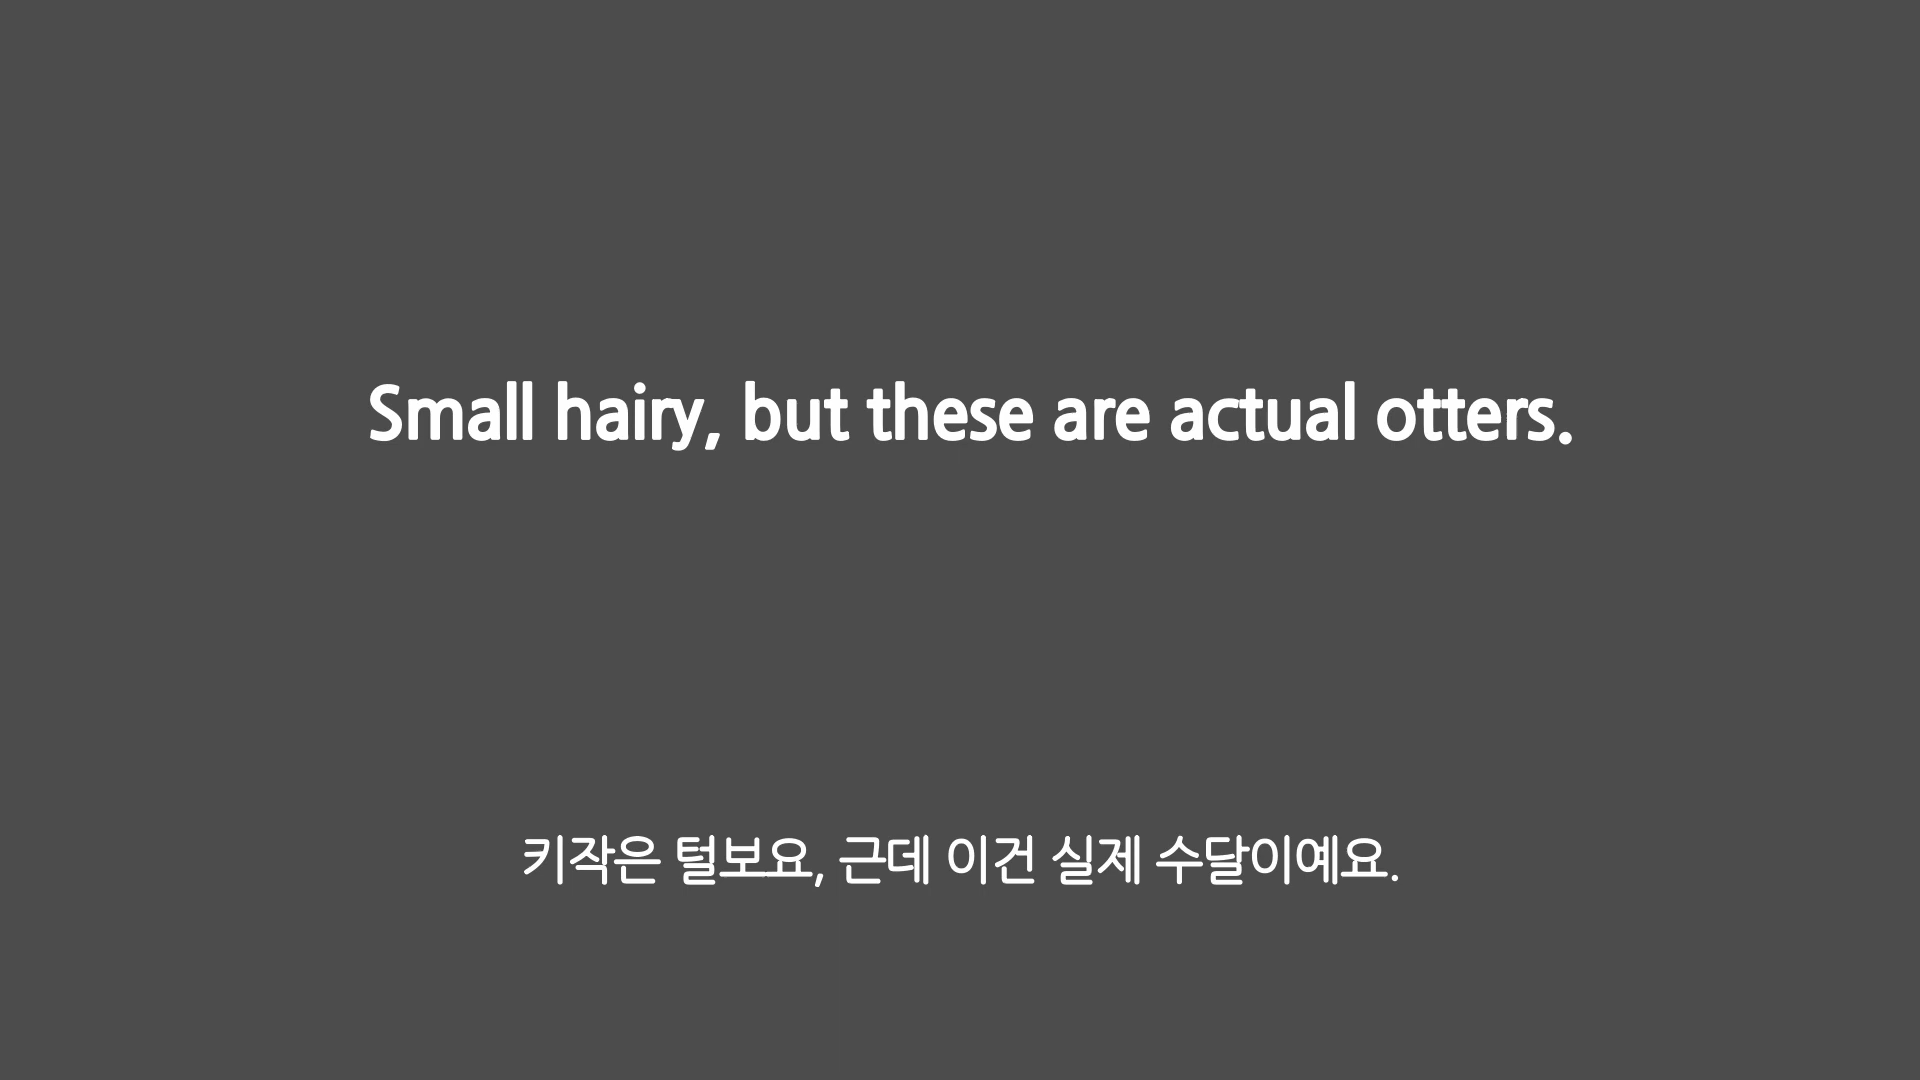 Small hairy, but these are actual otters.
키작은 털보요, 근데 이건 실제 수달이예요.